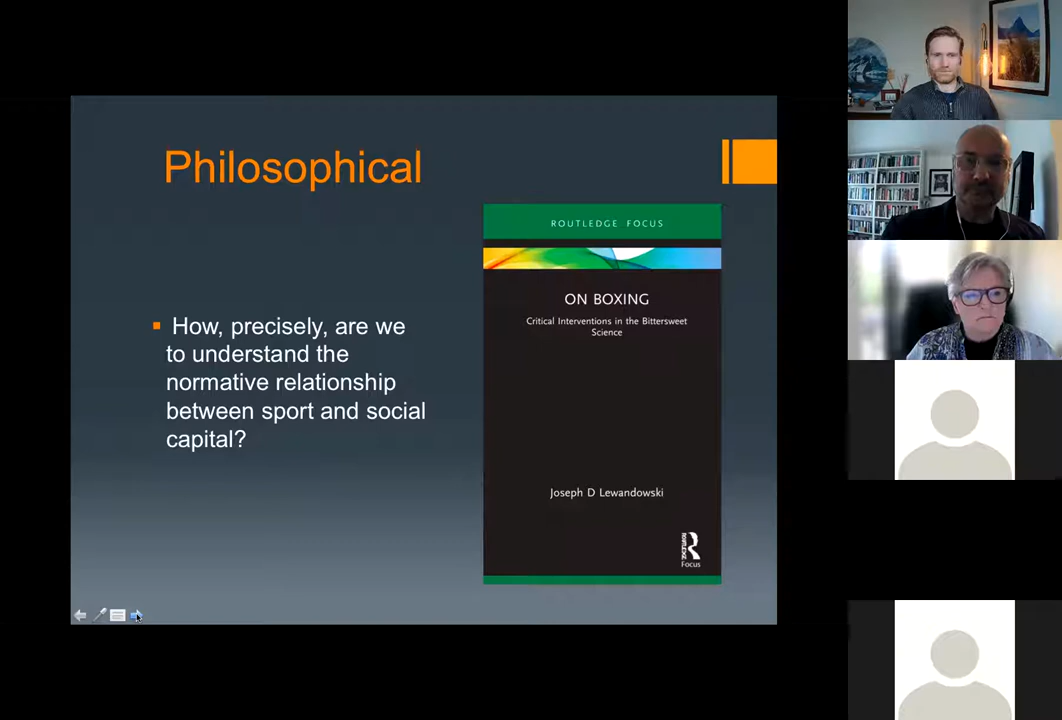 Philosophical
▪ How, precisely, are we
to understand the
normative relationship
between sport and social
capital?
ROUTLEDGE FOCUS
ON BOXING
Critical Interventions in the Bittersweet
Science
Joseph D Lewandowski
ROUTLEDGE
Focus